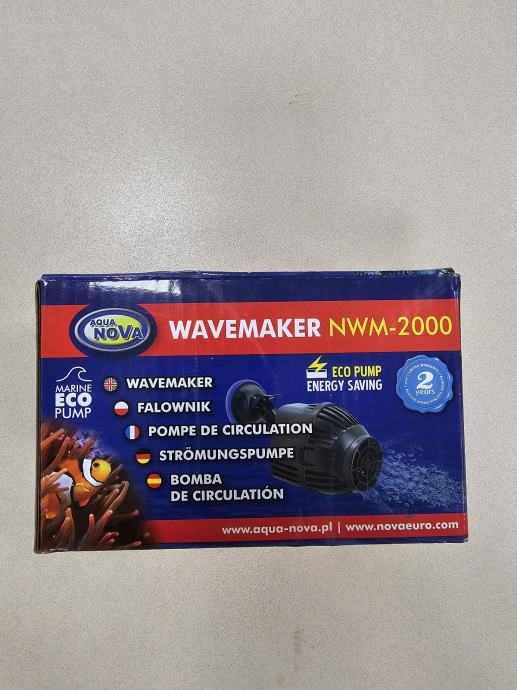 AQUA
NOVA
WAVEMAKER NWM-2000
MARINE
ECO
PUMP
WAVEMAKER
FALOWNIK
POMPE DE CIRCULATION
STRÖMUNGSPUMPE
BOMBA
DE CIRCULATIÓN
ECO PUMP
ENERGY SAVING
2
years
www.aqua-nova.pl | www.novaeuro.com